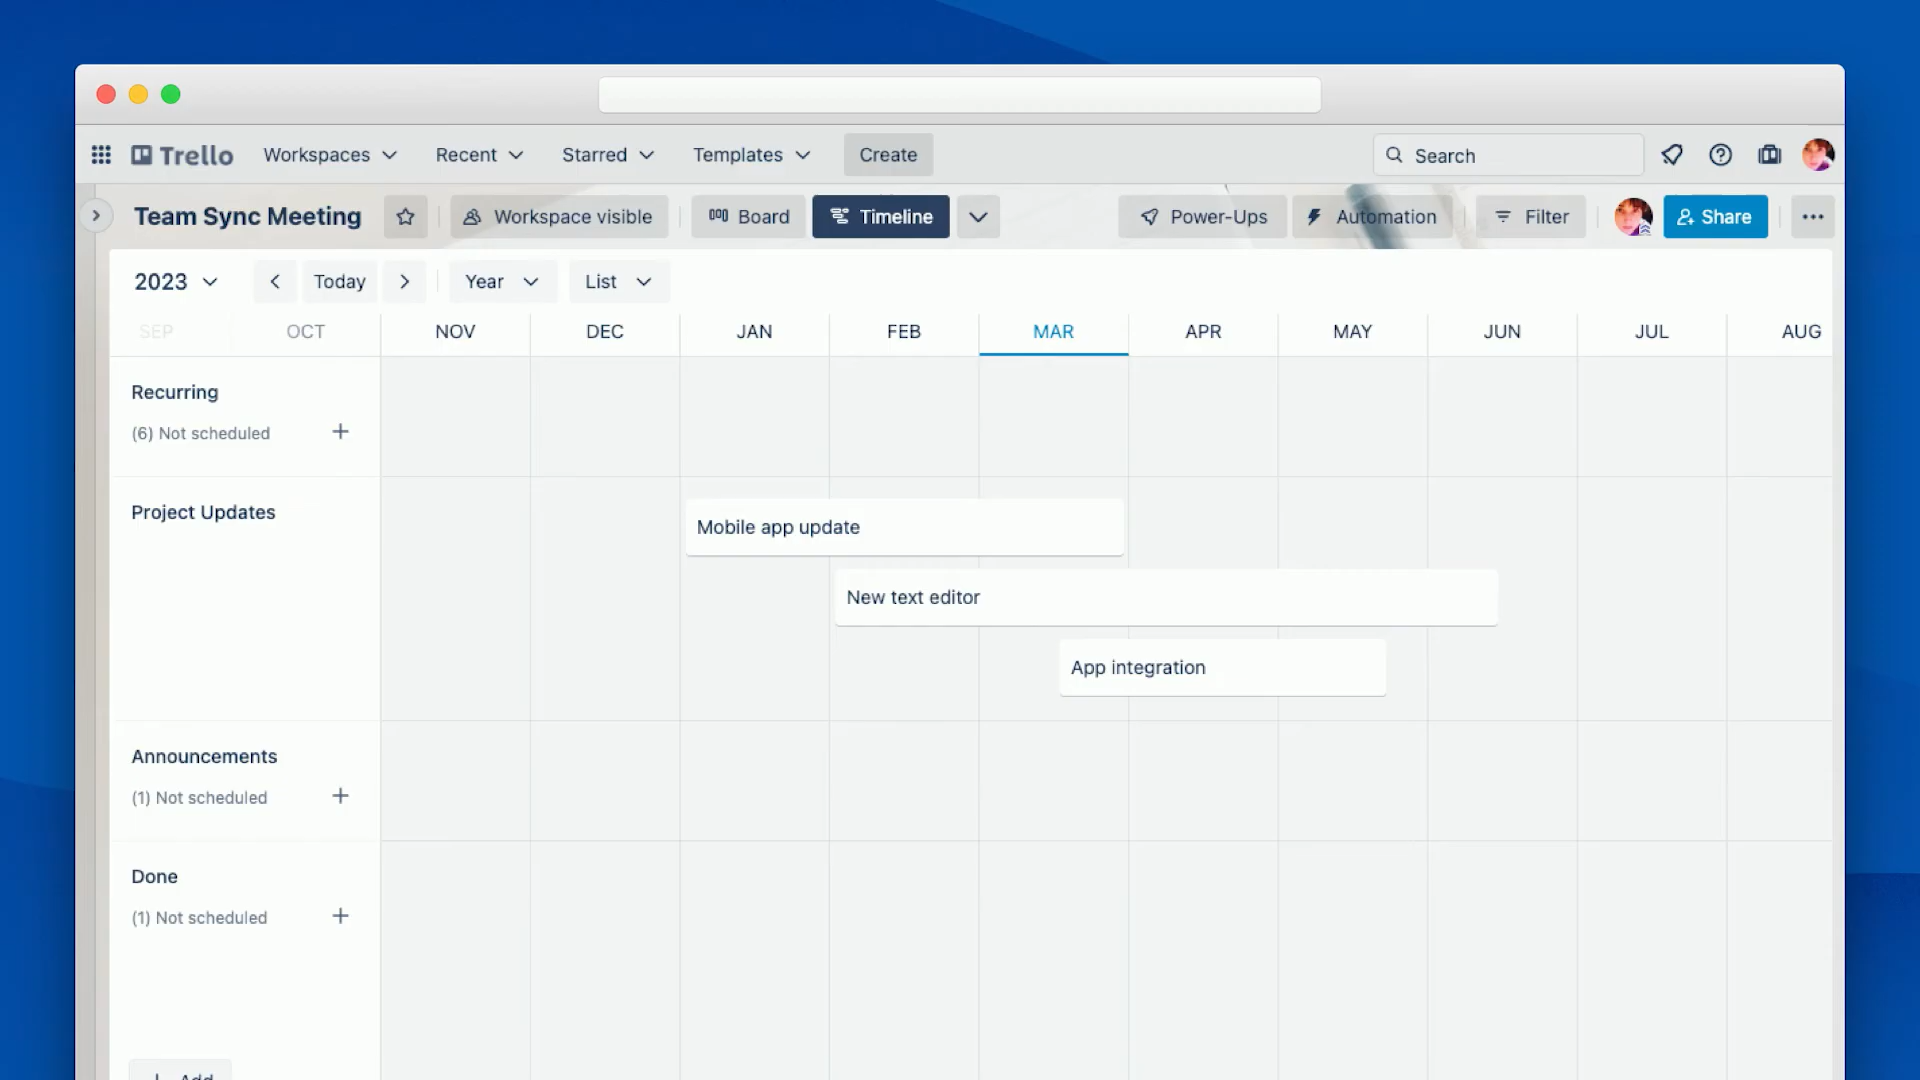 Trello Workspaces Recent Starred Templates Create Search
Team Sync Meeting Workspace visible Board Timeline Power-Ups Automation Filter Share
2023 Today Year List
SEP OCT NOV DEC JAN FEB MAR APR MAY JUN JUL AUG
Recurring
(6) Not scheduled
Project Updates
Mobile app update
New text editor
App integration
Announcements
(1) Not scheduled
Done
(1) Not scheduled
Add